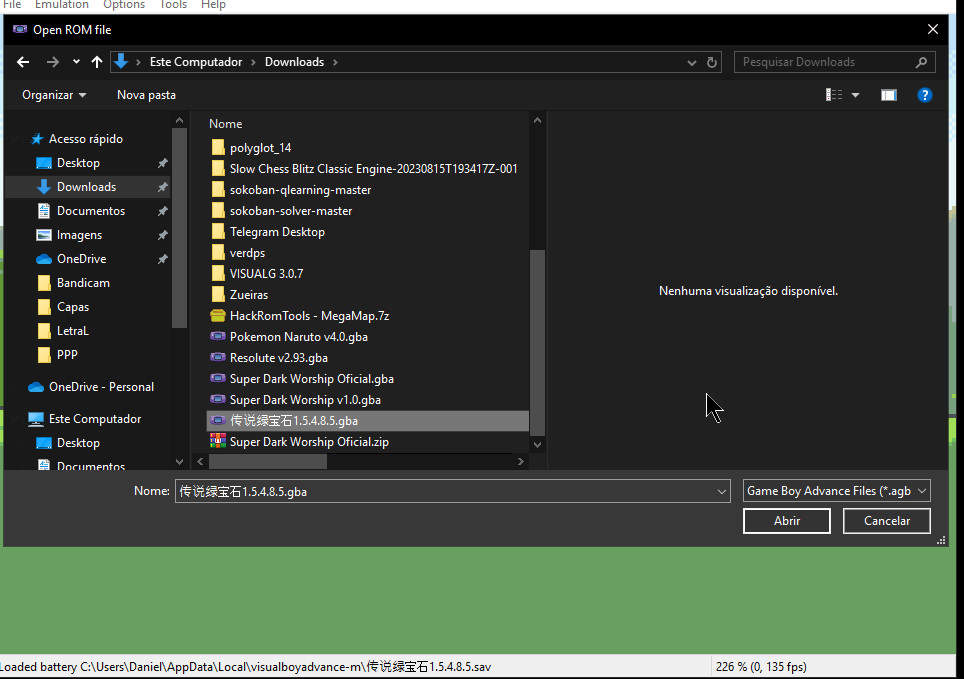 File Emulation Options Tools Help
Open ROM file
Este Computador Downloads
Pesquisar Downloads
Organizar Nova pasta
Acesso rápido
Desktop
Downloads
Documentos
Imagens
OneDrive
Bandicam
Capas
LetraL
PPP
OneDrive - Personal
Este Computador
Desktop
Documentos
Nome
polyglot_14
Slow Chess Blitz Classic Engine-20230815T193417Z-001
sokoban-qlearning-master
sokoban-solver-master
Telegram Desktop
verdps
VISUALG 3.0.7
Zueiras
HackRomTools - MegaMap.7z
Pokemon Naruto v4.0.gba
Resolute v2.93.gba
Super Dark Worship Oficial.gba
Super Dark Worship v1.0.gba
传说绿宝石1.5.4.8.5.gba
Super Dark Worship Oficial.zip
Nenhuma visualização disponível.
Nome: 传说绿宝石1.5.4.8.5.gba
Game Boy Advance Files (*.agb
Abrir Cancelar
Loaded battery C:\Users\Daniel\AppData\Local\visualboyadvance-m\传说绿宝石1.5.4.8.5.sav
226 % (0, 135 fps)